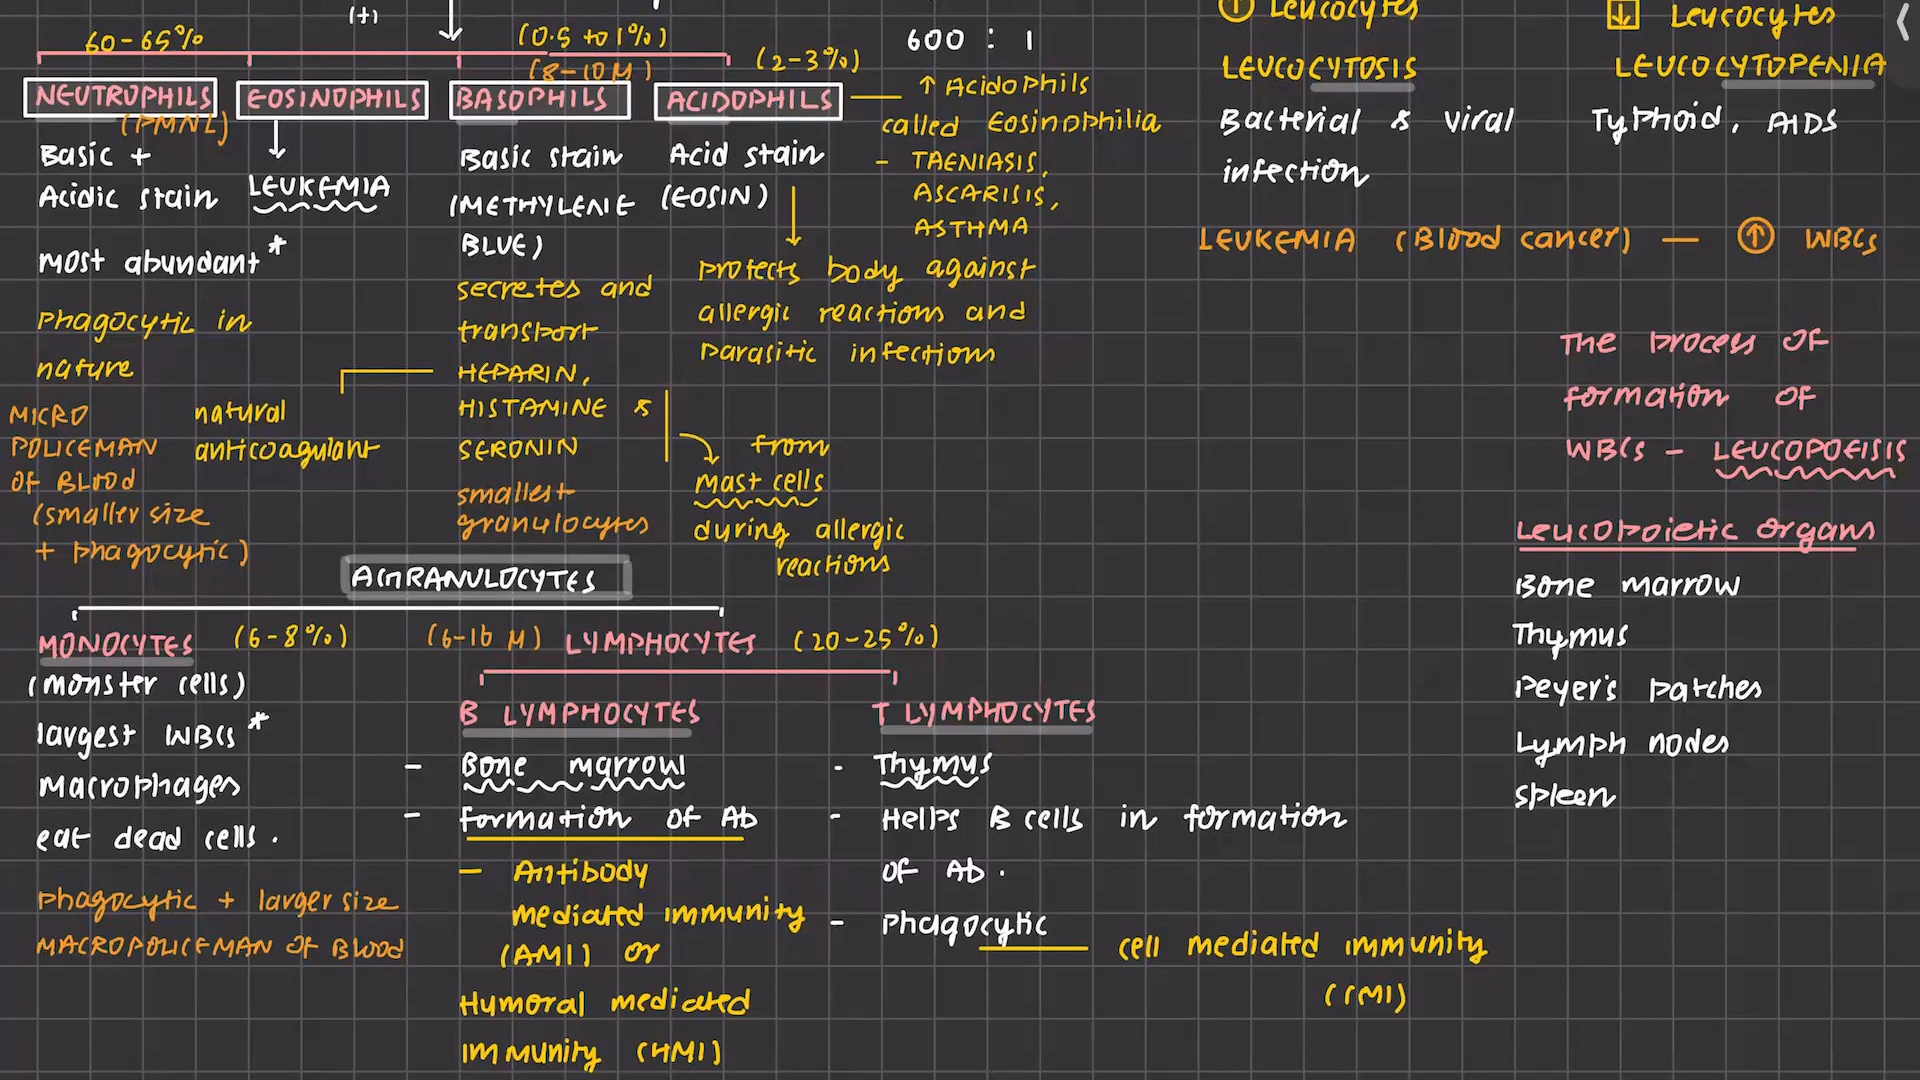 (+)
60-65%
(0.5 to 1%)
(8-10 M)
(2-3%)
600 : 1
NEUTROPHILS
(PMNL)
EOSINOPHILS
BASOPHILS
ACIDOPHILS
Basic +
Acidic stain
most abundant*
phagocytic in
nature
MICRO
POLICEMAN
OF Blood
(smaller size
+ phagocytic)
LEUKEMIA
Basic stain
(METHYLENE
BLUE)
secretes and
transport
HEPARIN,
HISTAMINE &
SERONIN
smallest
granulocytes
natural
anticoagulant
Acid stain
(EOSIN)
protects body against
allergic reactions and
parasitic infections
from
mast cells
during allergic
reactions
↑ Acidophils
called Eosinophilia
- TAENIASIS,
ASCARISIS,
ASTHMA
↑ Leucocytes
LEUCOCYTOSIS
Bacterial & viral
infection
↓ Leucocytes
LEUCOCYTOPENIA
Typhoid, AIDS
LEUKEMIA (Blood cancer) — ↑ WBCs
The process OF
formation OF
WBCs - LEUCOPOEISIS
Leucopoietic organs
Bone marrow
Thymus
Peyer's patches
Lymph nodes
spleen
AGRANULOCYTES
MONOCYTES (6-8%)
(monster cells)
largest WBCs*
macrophages
eat dead cells.
phagocytic + larger size
MACROPOLICEMAN OF Blood
(6-16 M) LYMPHOCYTES (20-25%)
B LYMPHOCYTES
- Bone marrow
- formation OF Ab
- Antibody
mediated immunity
(AMI) or
Humoral mediated
immunity (HMI)
T LYMPHOCYTES
- Thymus
- Helps B cells in formation
OF Ab.
- Phagocytic
cell mediated immunity
(CMI)